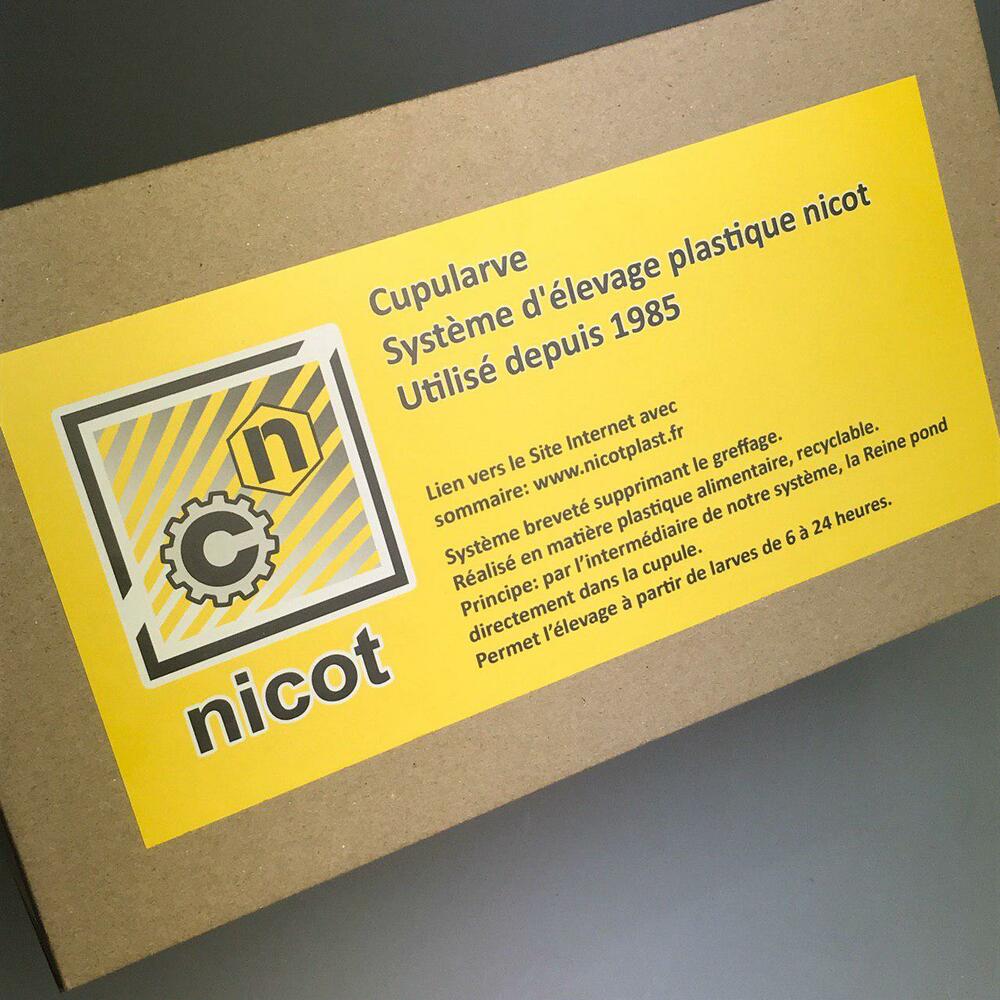 Cupularve
Système d'élevage plastique nicot
Utilisé depuis 1985
Lien vers le Site Internet avec
sommaire: www.nicotplast.fr
Système breveté supprimant le greffage.
Réalisé en matière plastique alimentaire, recyclable.
Principe: par l’intermédiaire de notre système, la Reine pond
directement dans la cupule.
Permet l’élevage à partir de larves de 6 à 24 heures.
n
C
nicot